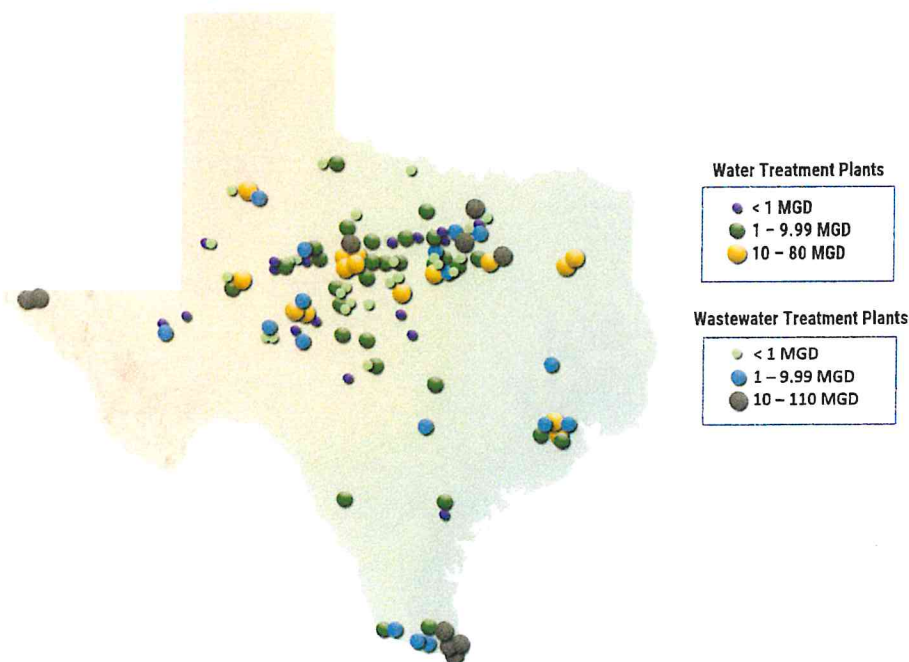 Water Treatment Plants
< 1 MGD
1 – 9.99 MGD
10 – 80 MGD
Wastewater Treatment Plants
< 1 MGD
1 – 9.99 MGD
10 – 110 MGD